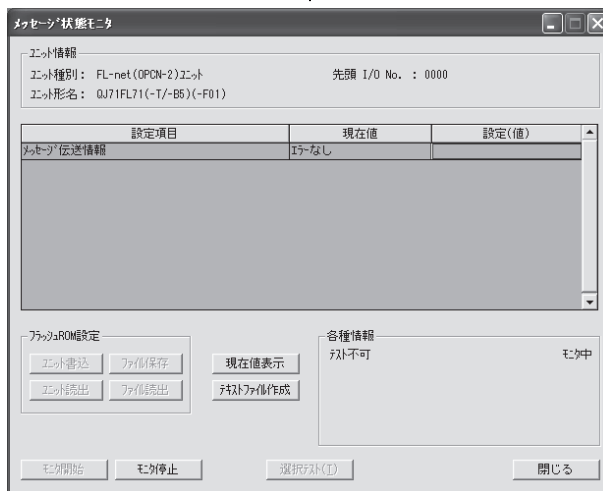 メッセージ状態モニタ
ユニット情報
ユニット種別： FL-net(OPCN-2)ユニット 先頭 I/O No. : 0000
ユニット形名： QJ71FL71(-T/-B5)(-F01)
設定項目 現在値 設定(値)
メッセージ伝送情報 エラーなし
フラッシュROM設定
ユニット書込 ファイル保存 現在値表示
ユニット読出 ファイル読出 テキストファイル作成
各種情報
テスト不可 モニタ中
モニタ開始 モニタ停止 選択テスト(T) 閉じる